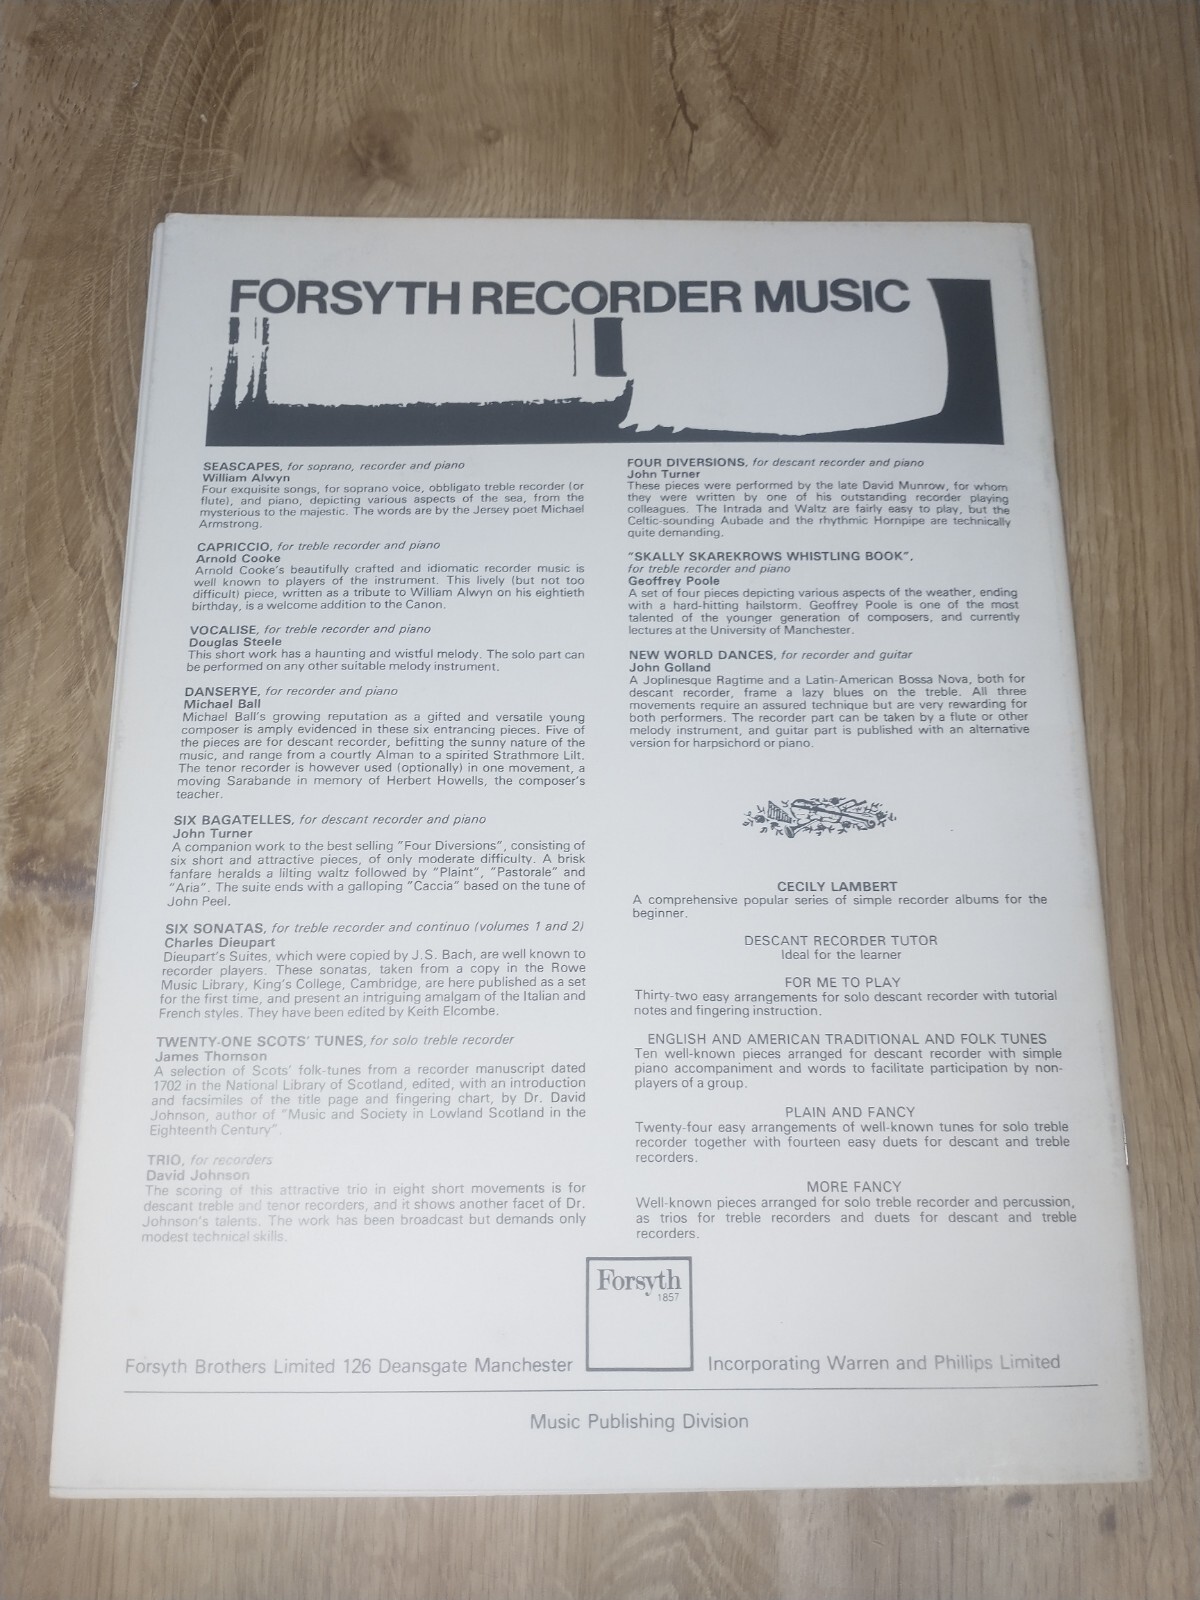 FORSYTH RECORDER MUSIC
SEASCAPES, for soprano, recorder and piano
William Alwyn
Four exquisite songs, for soprano voice, obbligato treble recorder (or
flute), and piano, depicting various aspects of the sea, from the
mysterious to the majestic. The words are by the Jersey poet Michael
Armstrong.
CAPRICCIO, for treble recorder and piano
Arnold Cooke
Arnold Cooke's beautifully crafted and idiomatic recorder music is
well known to players of the instrument. This lively (but not too
difficult) piece, written as a tribute to William Alwyn on his eightieth
birthday, is a welcome addition to the Canon.
VOCALISE, for treble recorder and piano
Douglas Steele
This short work has a haunting and wistful melody. The solo part can
be performed on any other suitable melody instrument.
DANSERYE, for recorder and piano
Michael Ball
Michael Ball's growing reputation as a gifted and versatile young
composer is amply evidenced in these six entrancing pieces. Five of
the pieces are for descant recorder, befitting the sunny nature of the
music, and range from a courtly Alman to a spirited Strathmore Lilt.
The tenor recorder is however used (optionally) in one movement, a
moving Sarabande in memory of Herbert Howells, the composer's
teacher.
SIX BAGATELLES, for descant recorder and piano
John Turner
A companion work to the best selling "Four Diversions", consisting of
six short and attractive pieces, of only moderate difficulty. A brisk
fanfare heralds a lilting waltz followed by "Plaint", "Pastorale" and
"Aria". The suite ends with a galloping "Caccia" based on the tune of
John Peel.
SIX SONATAS, for treble recorder and continuo (volumes 1 and 2)
Charles Dieupart
Dieupart's Suites, which were copied by J.S. Bach, are well known to
recorder players. These sonatas, taken from a copy in the Rowe
Music Library, King's College, Cambridge, are here published as a set
for the first time, and present an intriguing amalgam of the Italian and
French styles. They have been edited by Keith Elcombe.
TWENTY-ONE SCOTS' TUNES, for solo treble recorder
James Thomson
A selection of Scots' folk-tunes from a recorder manuscript dated
1702 in the National Library of Scotland, edited, with an introduction
and facsimiles of the title page and fingering chart, by Dr. David
Johnson, author of "Music and Society in Lowland Scotland in the
Eighteenth Century".
TRIO, for recorders
David Johnson
The scoring of this attractive trio in eight short movements is for
descant treble and tenor recorders, and it shows another facet of Dr.
Johnson's talents. The work has been broadcast but demands only
modest technical skills.
FOUR DIVERSIONS, for descant recorder and piano
John Turner
These pieces were performed by the late David Munrow, for whom
they were written by one of his outstanding recorder playing
colleagues. The Intrada and Waltz are fairly easy to play, but the
Celtic-sounding Aubade and the rhythmic Hornpipe are technically
quite demanding.
"SKALLY SKAREKROWS WHISTLING BOOK",
for treble recorder and piano
Geoffrey Poole
A set of four pieces depicting various aspects of the weather, ending
with a hard-hitting hailstorm. Geoffrey Poole is one of the most
talented of the younger generation of composers, and currently
lectures at the University of Manchester.
NEW WORLD DANCES, for recorder and guitar
John Golland
A Joplinesque Ragtime and a Latin-American Bossa Nova, both for
descant recorder, frame a lazy blues on the treble. All three
movements require an assured technique but are very rewarding for
both performers. The recorder part can be taken by a flute or other
melody instrument, and guitar part is published with an alternative
version for harpsichord or piano.
CECILY LAMBERT
A comprehensive popular series of simple recorder albums for the
beginner.
DESCANT RECORDER TUTOR
Ideal for the learner
FOR ME TO PLAY
Thirty-two easy arrangements for solo descant recorder with tutorial
notes and fingering instruction.
ENGLISH AND AMERICAN TRADITIONAL AND FOLK TUNES
Ten well-known pieces arranged for descant recorder with simple
piano accompaniment and words to facilitate participation by non-
players of a group.
PLAIN AND FANCY
Twenty-four easy arrangements of well-known tunes for solo treble
recorder together with fourteen easy duets for descant and treble
recorders.
MORE FANCY
Well-known pieces arranged for solo treble recorder and percussion,
as trios for treble recorders and duets for descant and treble
recorders.
Forsyth
1857
Forsyth Brothers Limited 126 Deansgate Manchester
Incorporating Warren and Phillips Limited
Music Publishing Division